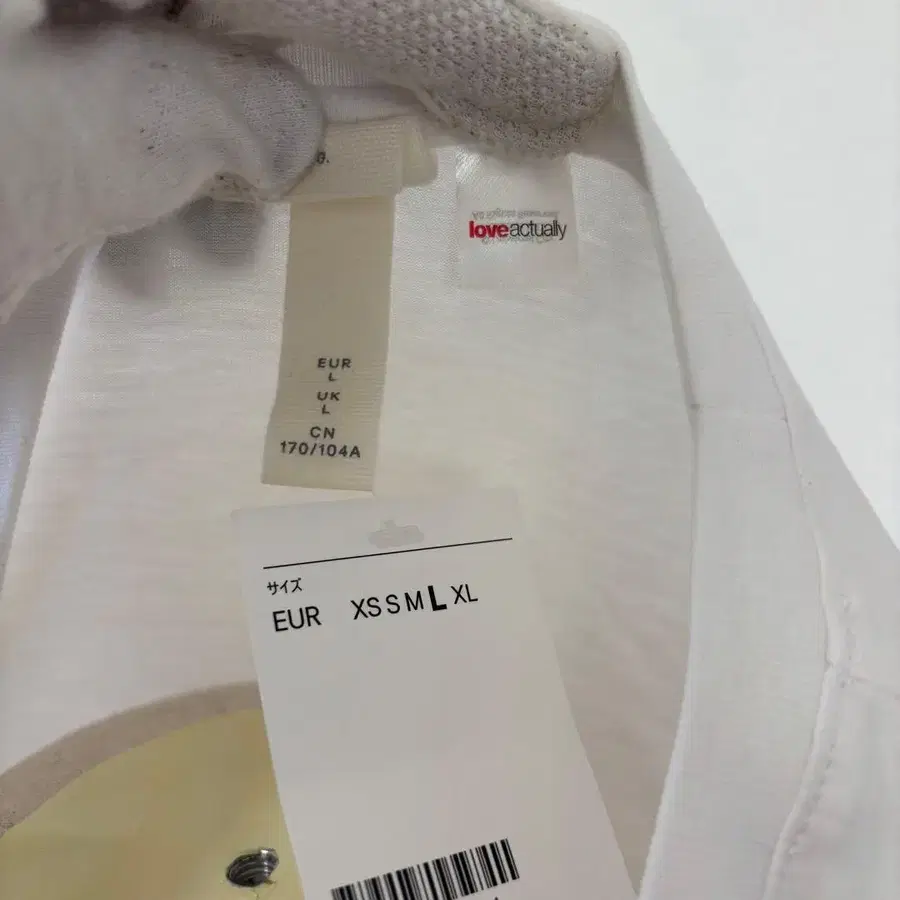 loveactually
EUR
L
UK
L
CN
170/104A
サイズ
EUR XS S M L XL